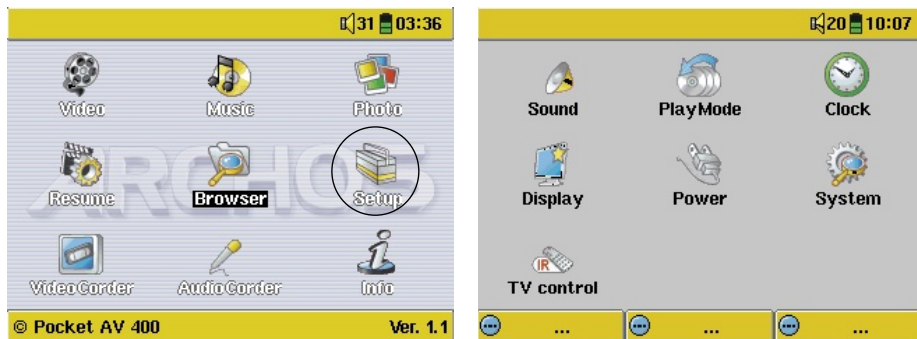 31 03:36
Video Music Photo
ARCHOS
Resume Browser Setup
VideoCorder AudioCorder Info
© Pocket AV 400 Ver. 1.1
20 10:07
Sound PlayMode Clock
Display Power System
IR
TV control
... ... ...